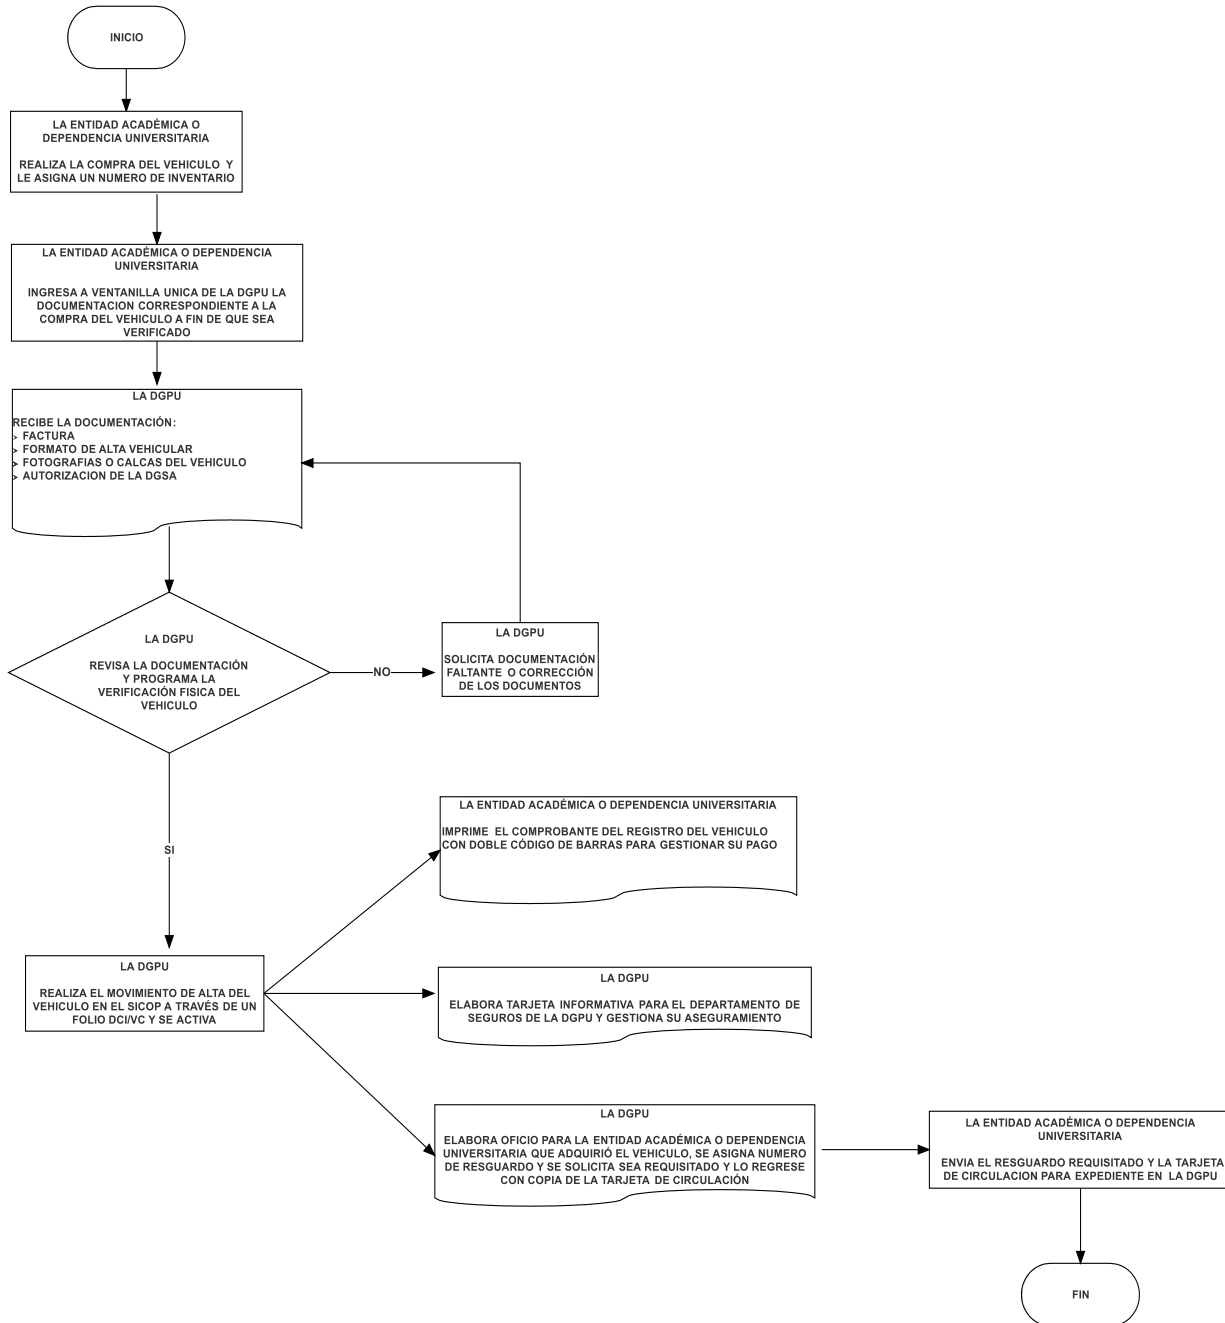 INICIO
LA ENTIDAD ACADÉMICA O
DEPENDENCIA UNIVERSITARIA
REALIZA LA COMPRA DEL VEHICULO Y
LE ASIGNA UN NUMERO DE INVENTARIO
LA ENTIDAD ACADÉMICA O DEPENDENCIA
UNIVERSITARIA
INGRESA A VENTANILLA UNICA DE LA DGPU LA
DOCUMENTACION CORRESPONDIENTE A LA
COMPRA DEL VEHICULO A FIN DE QUE SEA
VERIFICADO
LA DGPU
RECIBE LA DOCUMENTACIÓN:
> FACTURA
> FORMATO DE ALTA VEHICULAR
> FOTOGRAFIAS O CALCAS DEL VEHICULO
> AUTORIZACION DE LA DGSA
LA DGPU
REVISA LA DOCUMENTACIÓN
Y PROGRAMA LA
VERIFICACIÓN FISICA DEL
VEHICULO
NO
LA DGPU
SOLICITA DOCUMENTACIÓN
FALTANTE O CORRECCIÓN
DE LOS DOCUMENTOS
SI
LA DGPU
REALIZA EL MOVIMIENTO DE ALTA DEL
VEHICULO EN EL SICOP A TRAVÉS DE UN
FOLIO DCI/VC Y SE ACTIVA
LA ENTIDAD ACADÉMICA O DEPENDENCIA UNIVERSITARIA
IMPRIME EL COMPROBANTE DEL REGISTRO DEL VEHICULO
CON DOBLE CÓDIGO DE BARRAS PARA GESTIONAR SU PAGO
LA DGPU
ELABORA TARJETA INFORMATIVA PARA EL DEPARTAMENTO DE
SEGUROS DE LA DGPU Y GESTIONA SU ASEGURAMIENTO
LA DGPU
ELABORA OFICIO PARA LA ENTIDAD ACADÉMICA O DEPENDENCIA
UNIVERSITARIA QUE ADQUIRIÓ EL VEHICULO, SE ASIGNA NUMERO
DE RESGUARDO Y SE SOLICITA SEA REQUISITADO Y LO REGRESE
CON COPIA DE LA TARJETA DE CIRCULACIÓN
LA ENTIDAD ACADÉMICA O DEPENDENCIA
UNIVERSITARIA
ENVIA EL RESGUARDO REQUISITADO Y LA TARJETA
DE CIRCULACION PARA EXPEDIENTE EN LA DGPU
FIN